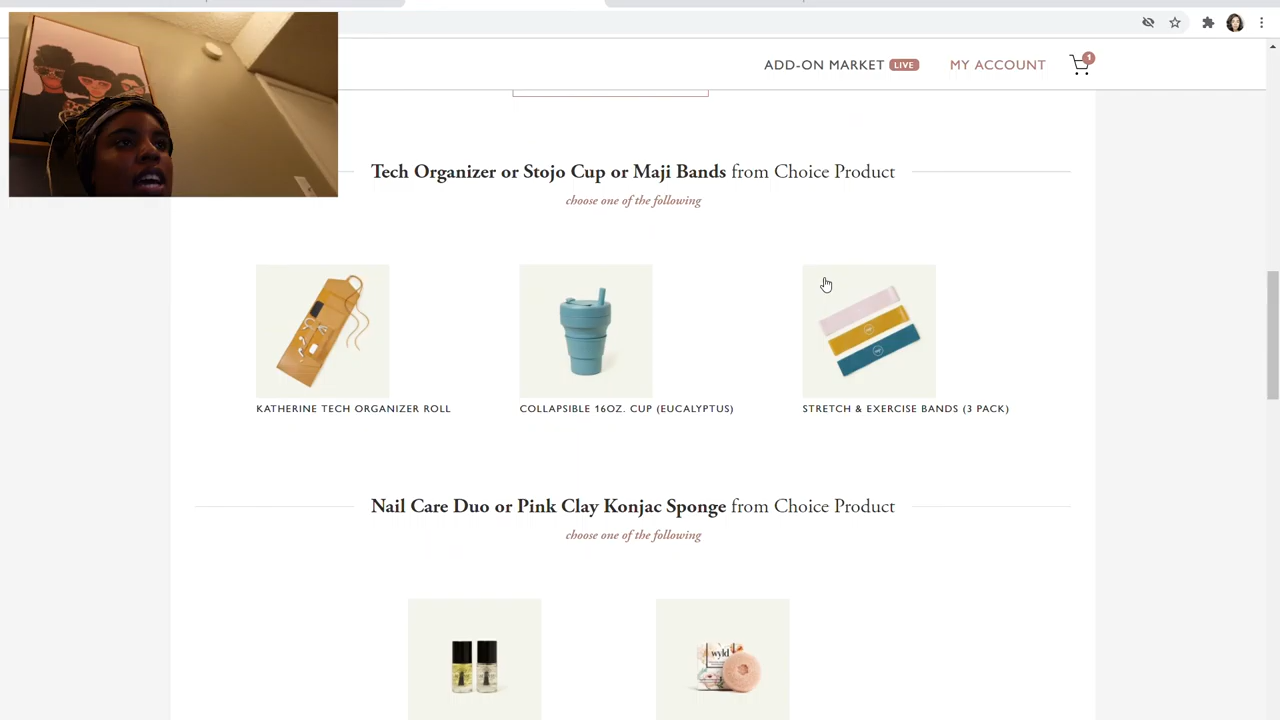 ADD-ON MARKET LIVE MY ACCOUNT 1
Tech Organizer or Stojo Cup or Maji Bands from Choice Product
choose one of the following
KATHERINE TECH ORGANIZER ROLL
COLLAPSIBLE 16OZ. CUP (EUCALYPTUS)
STRETCH & EXERCISE BANDS (3 PACK)
Nail Care Duo or Pink Clay Konjac Sponge from Choice Product
choose one of the following
wyld